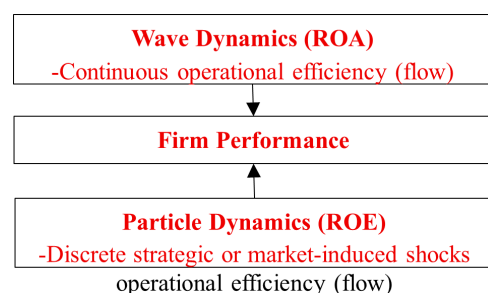 Wave Dynamics (ROA)
-Continuous operational efficiency (flow)
Firm Performance
Particle Dynamics (ROE)
-Discrete strategic or market-induced shocks
operational efficiency (flow)